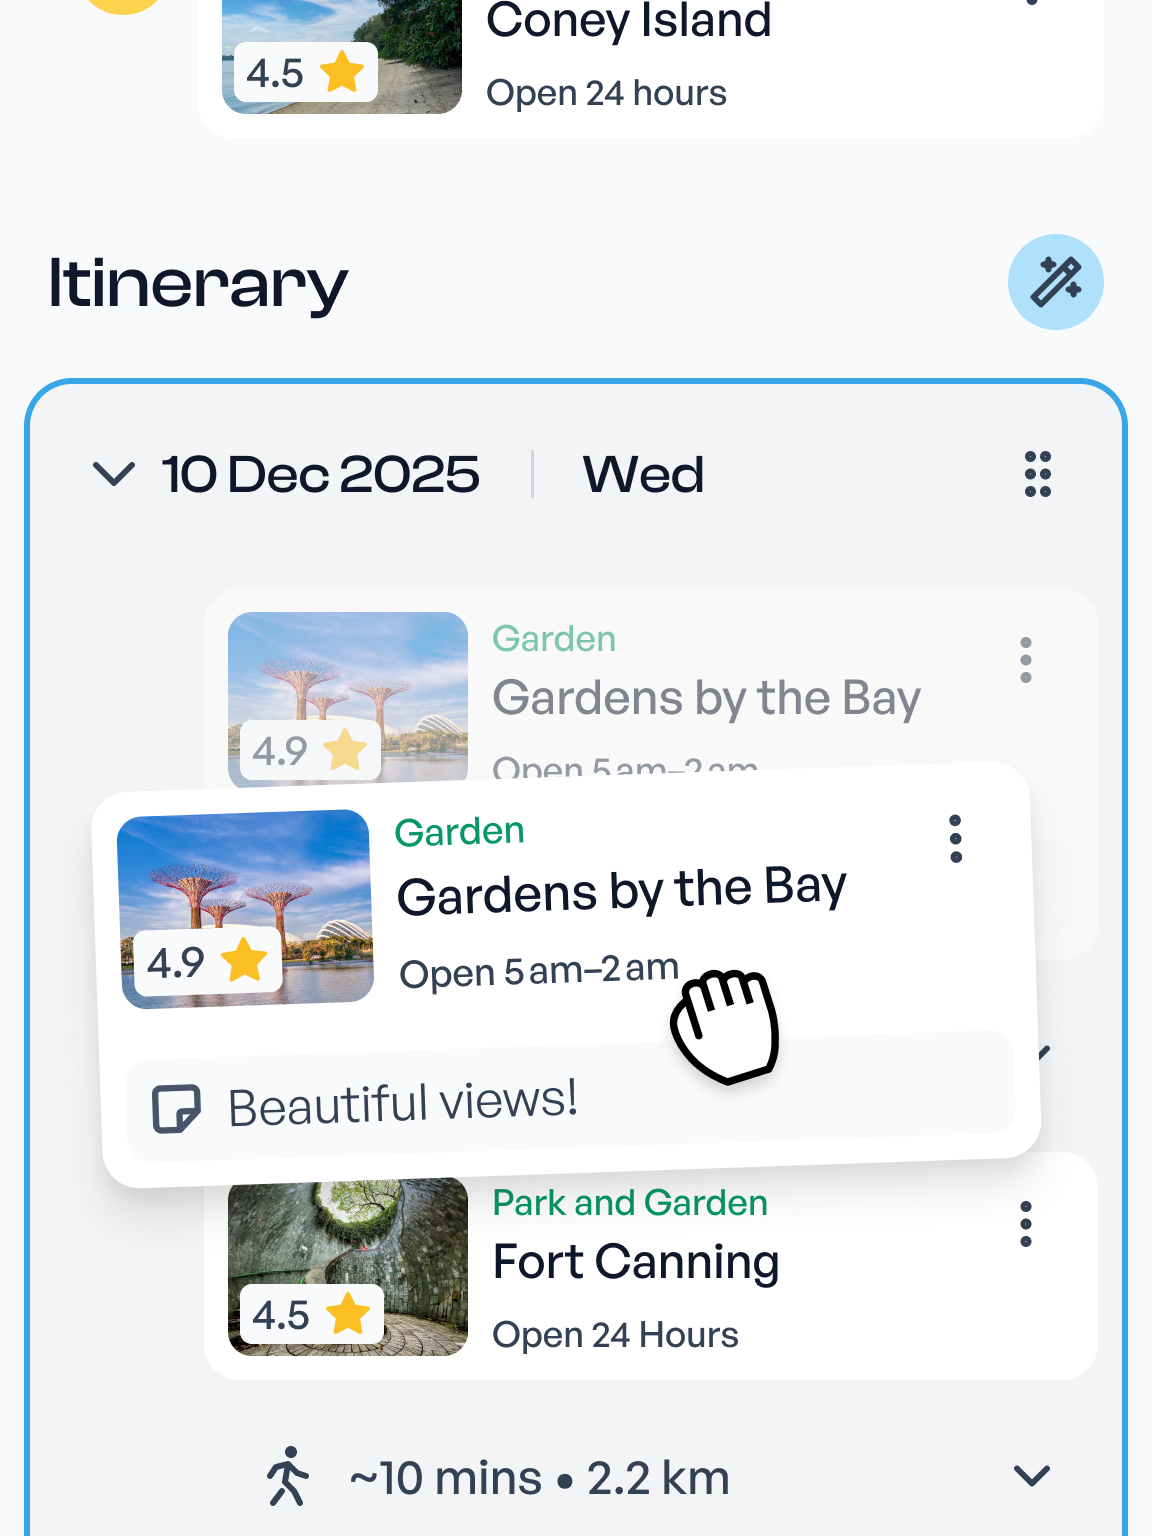 Coney Island
4.5
Open 24 hours
Itinerary
10 Dec 2025
Wed
Garden
Gardens by the Bay
4.9
Open 5 am–2 am
Garden
Gardens by the Bay
4.9
Open 5 am–2 am
Beautiful views!
Park and Garden
Fort Canning
4.5
Open 24 Hours
~10 mins • 2.2 km